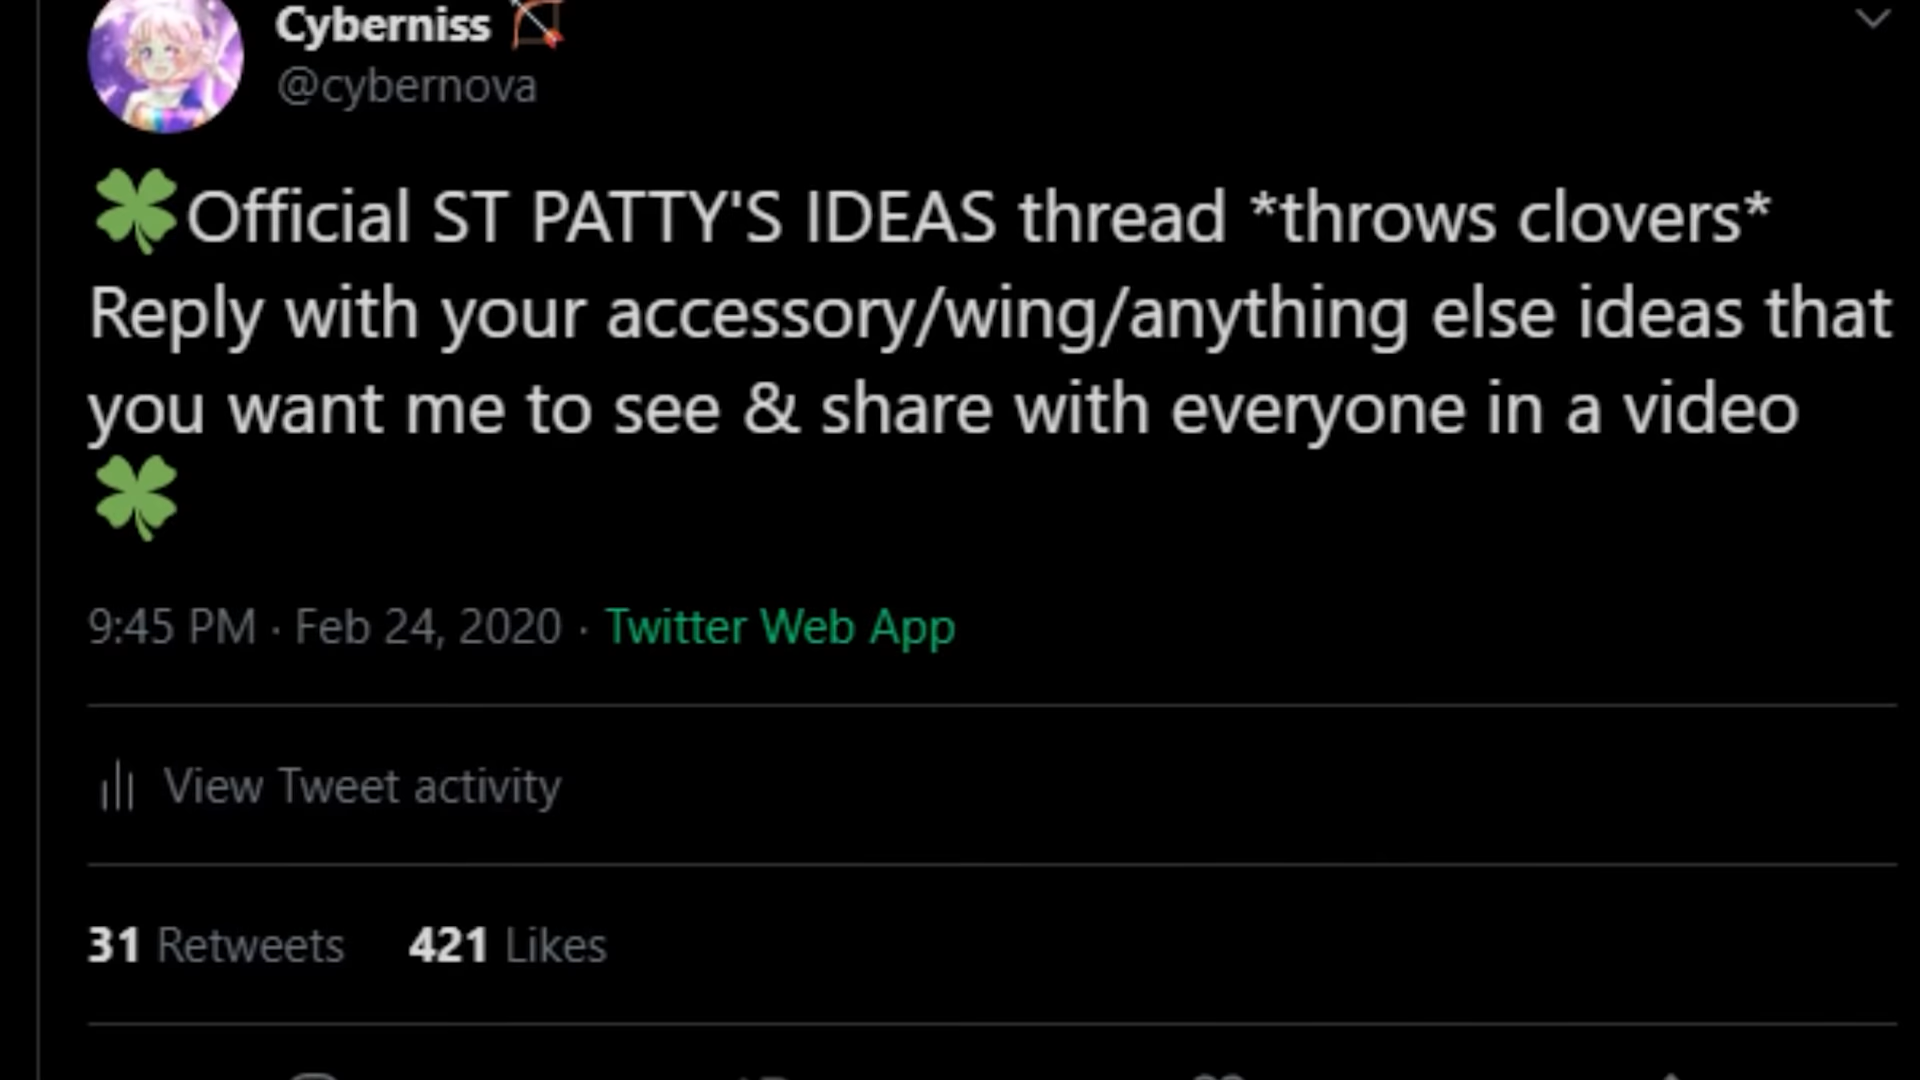 Cyberniss 🏹
@cybernova
🍀Official ST PATTY'S IDEAS thread *throws clovers*
Reply with your accessory/wing/anything else ideas that
you want me to see & share with everyone in a video
🍀
9:45 PM · Feb 24, 2020 · Twitter Web App
View Tweet activity
31 Retweets 421 Likes